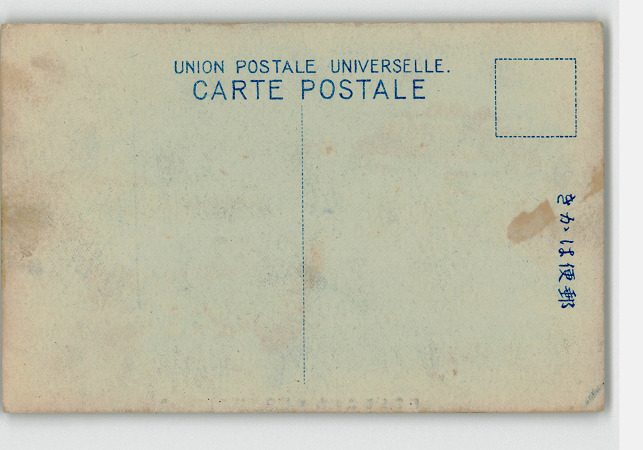 UNION POSTALE UNIVERSELLE.
CARTE POSTALE
きかは便郵